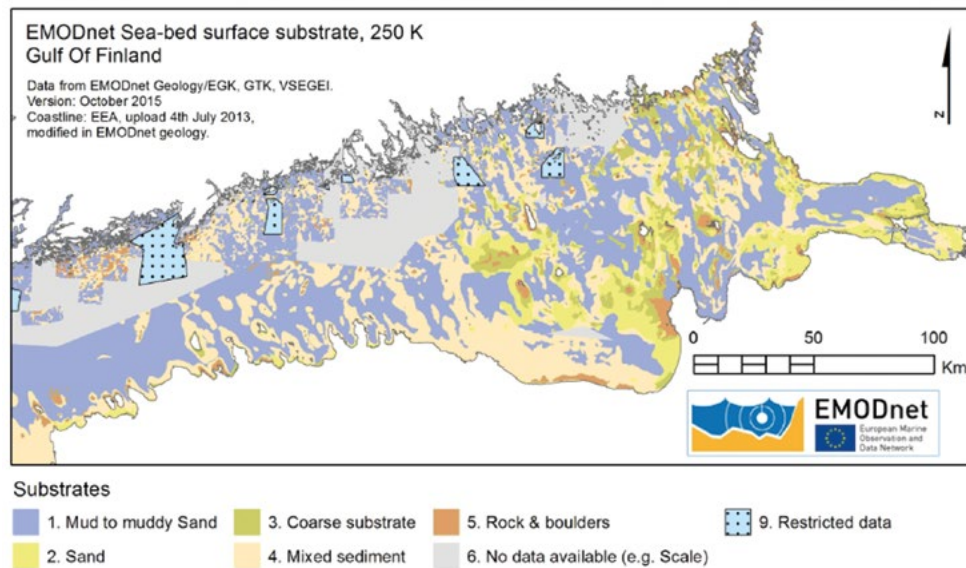 EMODnet Sea-bed surface substrate, 250 K
Gulf Of Finland
Data from EMODnet Geology/EGK, GTK, VSEGEI.
Version: October 2015
Coastline: EEA, upload 4th July 2013,
modified in EMODnet geology.
N
0 50 100
Km
EMODnet
European Marine
Observation and
Data Network
Substrates
1. Mud to muddy Sand
3. Coarse substrate
5. Rock & boulders
9. Restricted data
2. Sand
4. Mixed sediment
6. No data available (e.g. Scale)